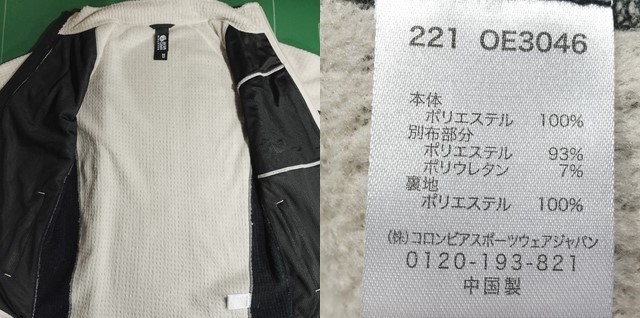 221 OE3046
本体
ポリエステル 100%
別布部分
ポリエステル 93%
ポリウレタン 7%
裏地
ポリエステル 100%
(株)コロンビアスポーツウェアジャパン
0120-193-821
中国製